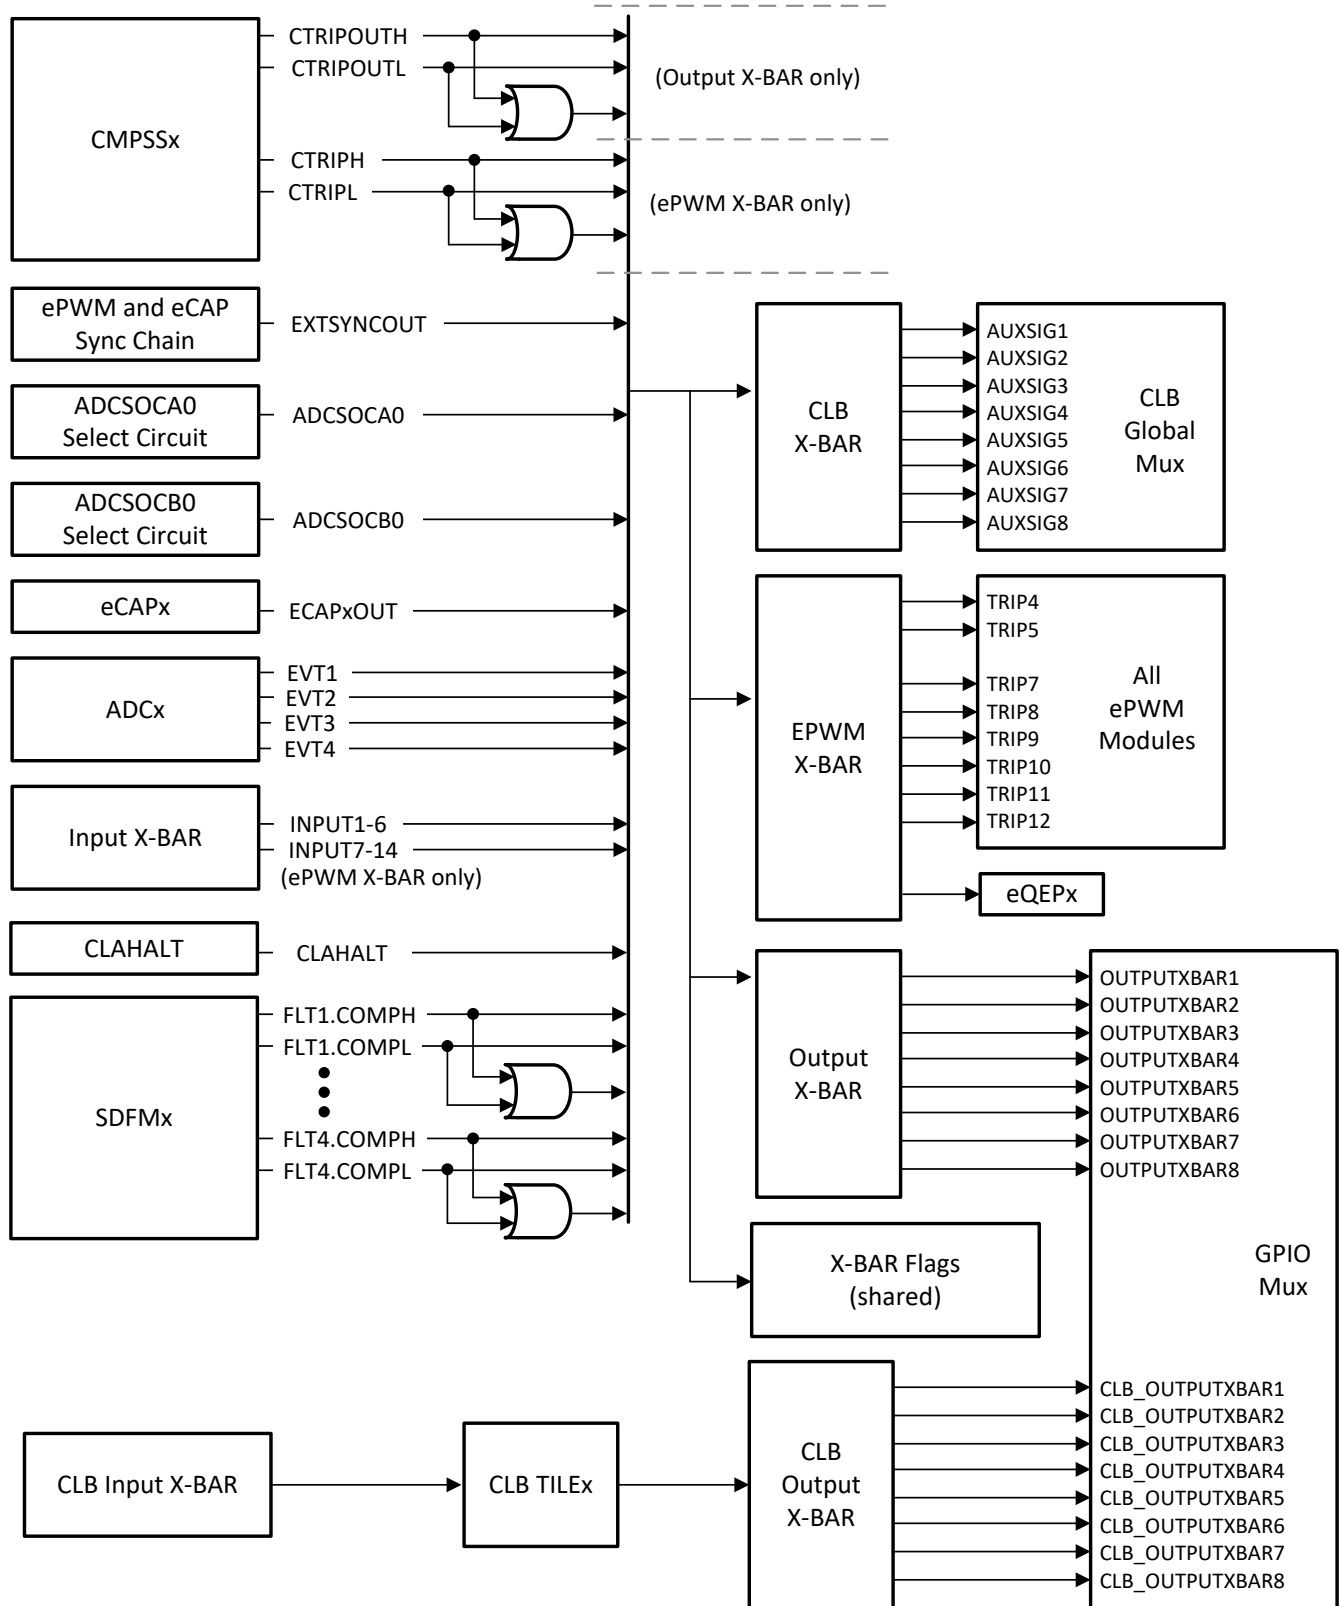 CMPSSx
CTRIPOUTH
CTRIPOUTL
(Output X-BAR only)
CTRIPH
CTRIPL
(ePWM X-BAR only)
ePWM and eCAP
Sync Chain
EXTSYNCOUT
ADCSOCA0
Select Circuit
ADCSOCA0
ADCSOCB0
Select Circuit
ADCSOCB0
eCAPx
ECAPxOUT
ADCx
EVT1
EVT2
EVT3
EVT4
Input X-BAR
INPUT1-6
INPUT7-14
(ePWM X-BAR only)
CLAHALT
CLAHALT
SDFMx
FLT1.COMPH
FLT1.COMPL
FLT4.COMPH
FLT4.COMPL
CLB
X-BAR
AUXSIG1
AUXSIG2
AUXSIG3
AUXSIG4
AUXSIG5
AUXSIG6
AUXSIG7
AUXSIG8
CLB
Global
Mux
EPWM
X-BAR
TRIP4
TRIP5
TRIP7
TRIP8
TRIP9
TRIP10
TRIP11
TRIP12
All
ePWM
Modules
eQEPx
Output
X-BAR
OUTPUTXBAR1
OUTPUTXBAR2
OUTPUTXBAR3
OUTPUTXBAR4
OUTPUTXBAR5
OUTPUTXBAR6
OUTPUTXBAR7
OUTPUTXBAR8
X-BAR Flags
(shared)
GPIO
Mux
CLB Input X-BAR
CLB TILEx
CLB
Output
X-BAR
CLB_OUTPUTXBAR1
CLB_OUTPUTXBAR2
CLB_OUTPUTXBAR3
CLB_OUTPUTXBAR4
CLB_OUTPUTXBAR5
CLB_OUTPUTXBAR6
CLB_OUTPUTXBAR7
CLB_OUTPUTXBAR8